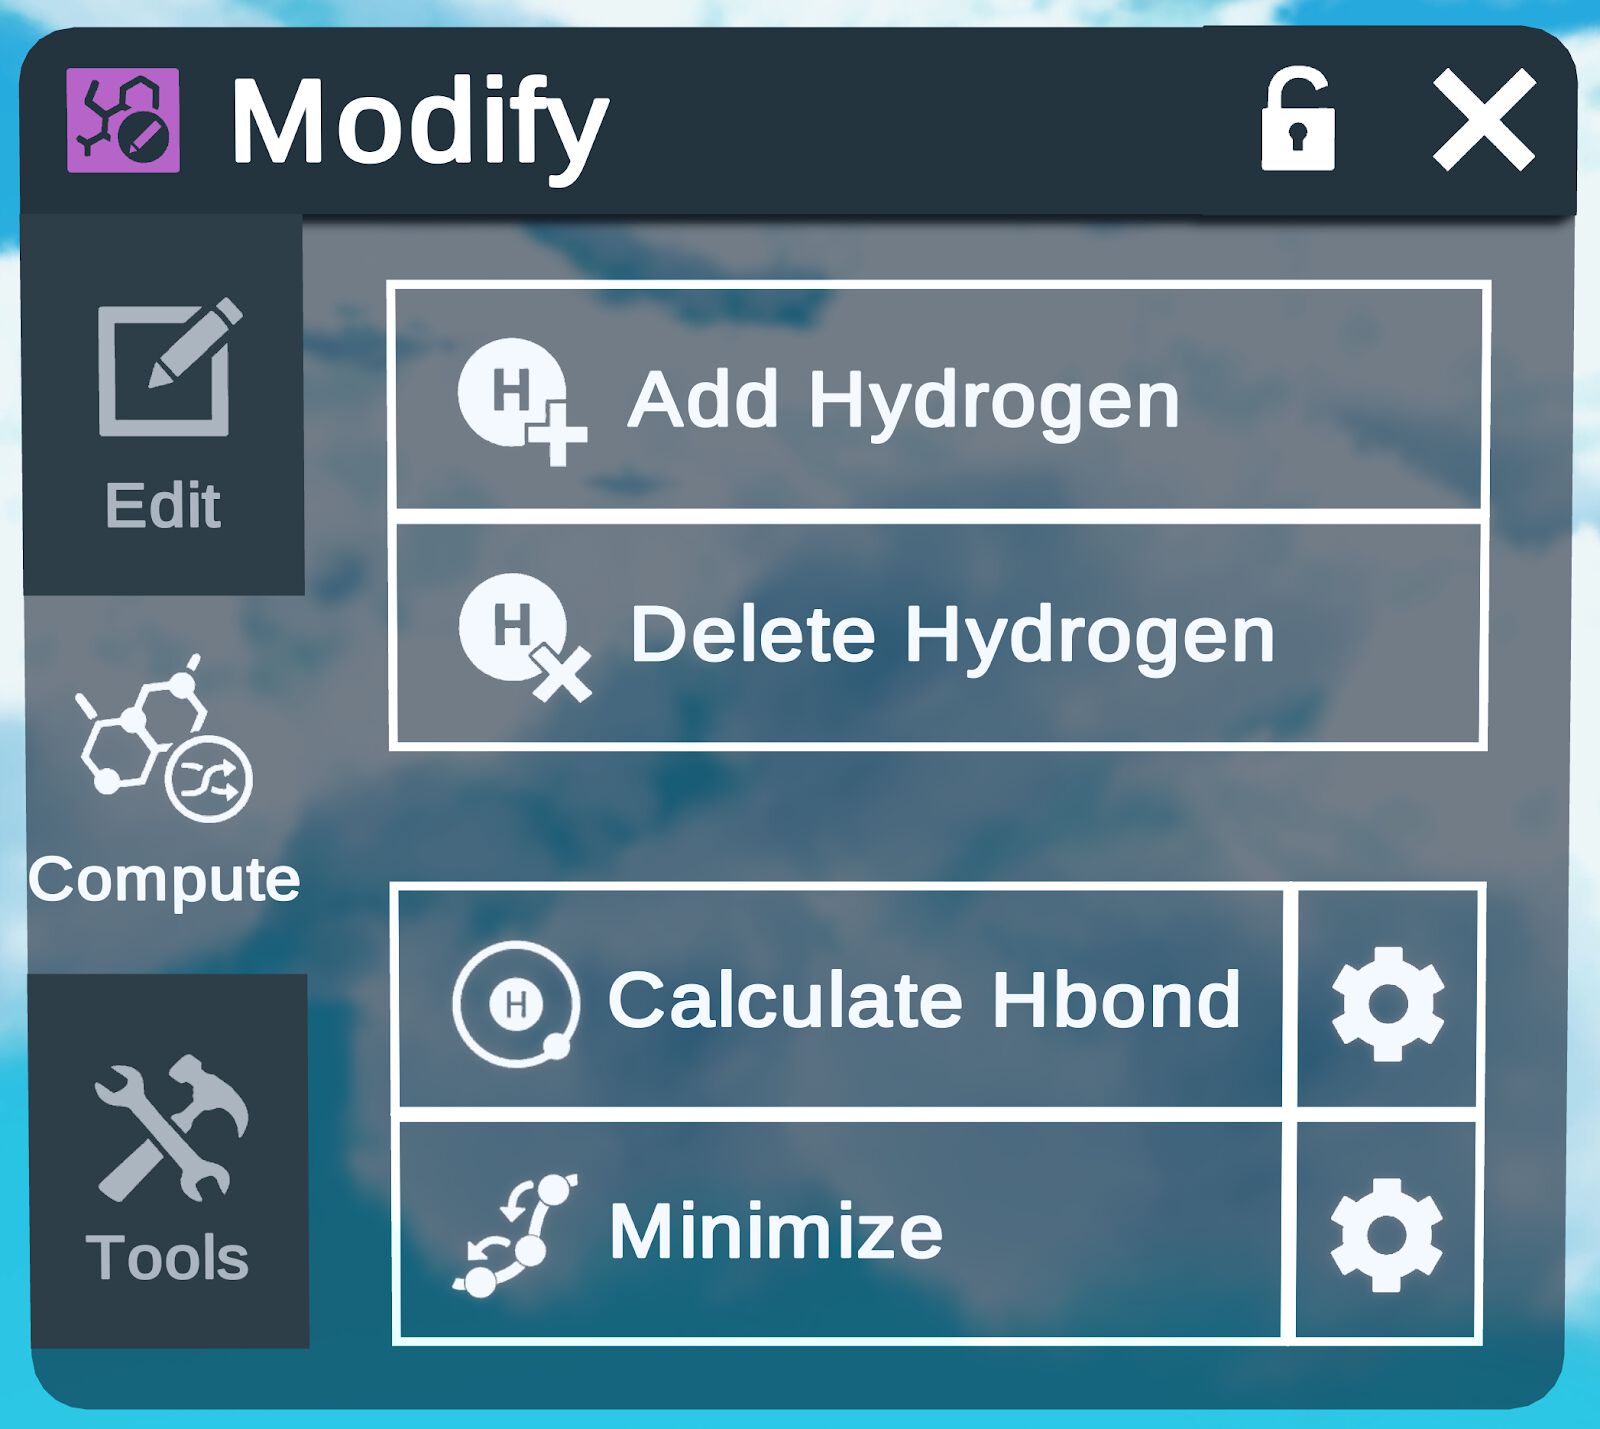 Modify
Edit
Compute
Tools
H Add Hydrogen
H Delete Hydrogen
H Calculate Hbond
Minimize